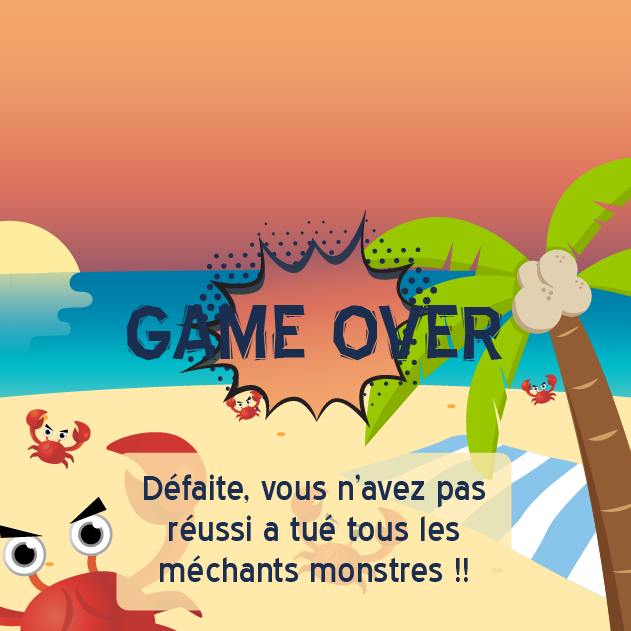 GAME OVER
Défaite, vous n'avez pas
réussi a tué tous les
méchants monstres !!